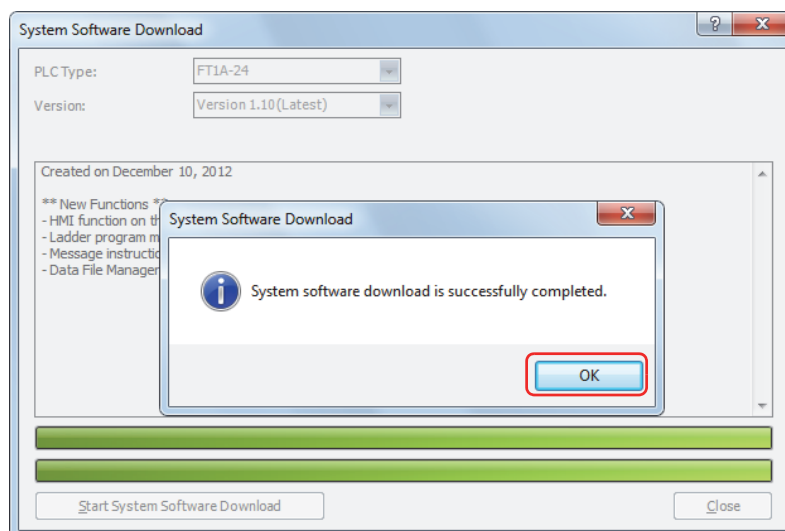 System Software Download
PLC Type:
FT1A-24
Version:
Version 1.10(Latest)
Created on December 10, 2012
** New Functions **
- HMI function on th
- Ladder program m
- Message instructio
- Data File Manager
System Software Download
System software download is successfully completed.
OK
Start System Software Download
Close